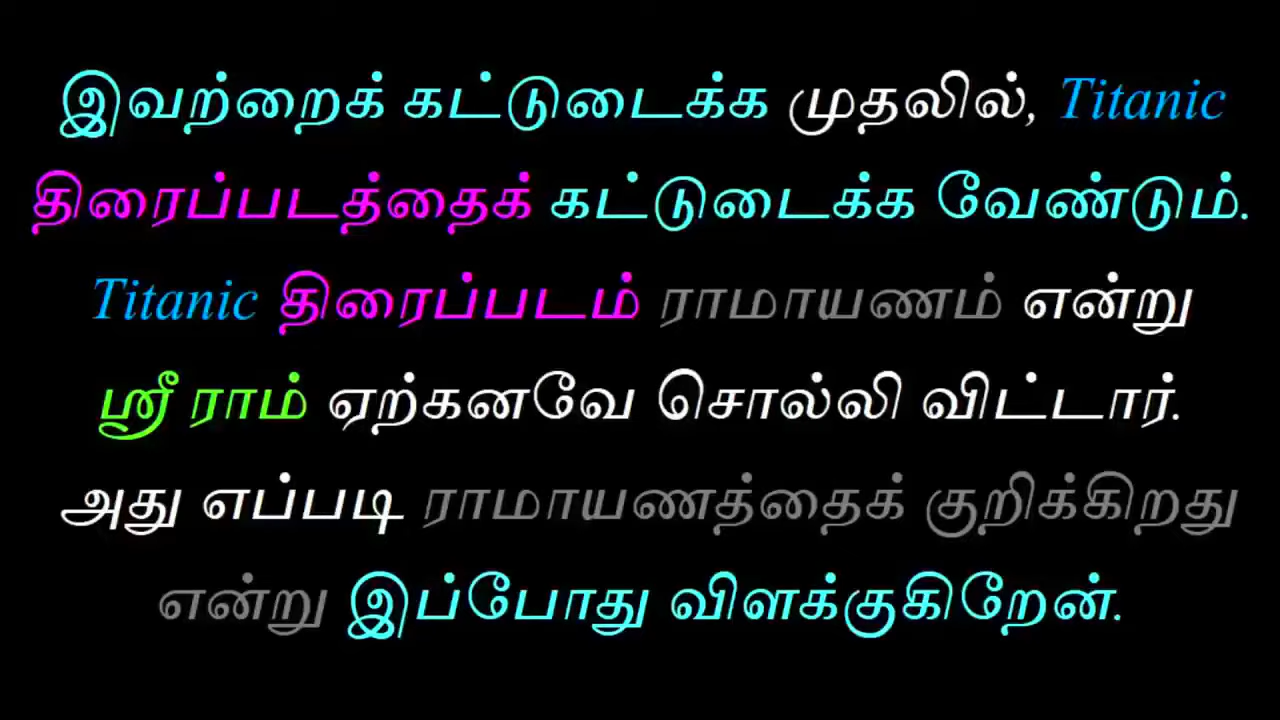 இவற்றைக் கட்டுடைக்க முதலில், Titanic
திரைப்படத்தைக் கட்டுடைக்க வேண்டும்.
Titanic திரைப்படம் ராமாயணம் என்று
ஸ்ரீ ராம் ஏற்கனவே சொல்லி விட்டார்.
அது எப்படி ராமாயணத்தைக் குறிக்கிறது
என்று இப்போது விளக்குகிறேன்.